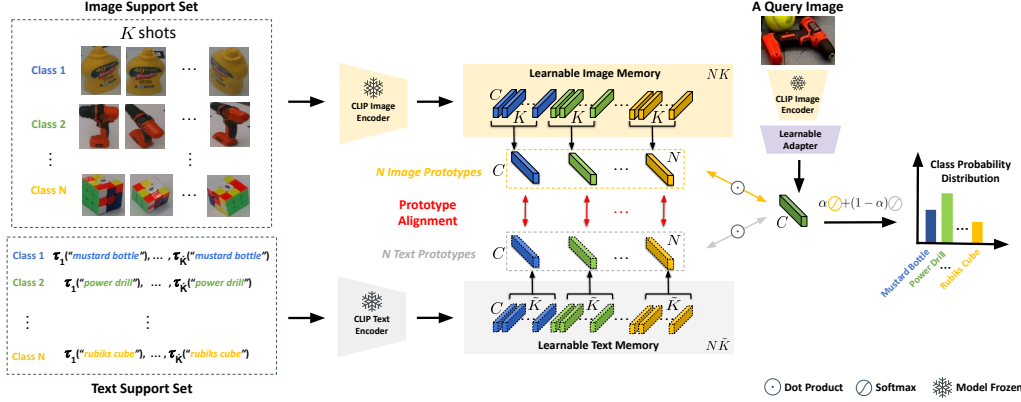 Image Support Set
K shots
Class 1
Class 2
⋮
Class N
...
...
...
CLIP Image
Encoder
Learnable Image Memory
NK
C
K
K
K
...
N Image Prototypes
C
N
...
Prototype
Alignment
...
N Text Prototypes
C
N
...
C
K̃
K̃
K̃
...
Learnable Text Memory
NK̃
CLIP Text
Encoder
Class 1 τ1("mustard bottle"), ... , τK̃("mustard bottle")
Class 2 τ1("power drill"), ... , τK̃("power drill")
⋮ ⋮
Class N τ1("rubiks cube"), ... , τK̃("rubiks cube")
Text Support Set
A Query Image
CLIP Image
Encoder
Learnable
Adapter
C
α⊘+(1 − α)⊘
Class Probability
Distribution
...
Mustard Bottle
Power Drill
...
Rubiks Cube
Dot Product
Softmax
Model Frozen